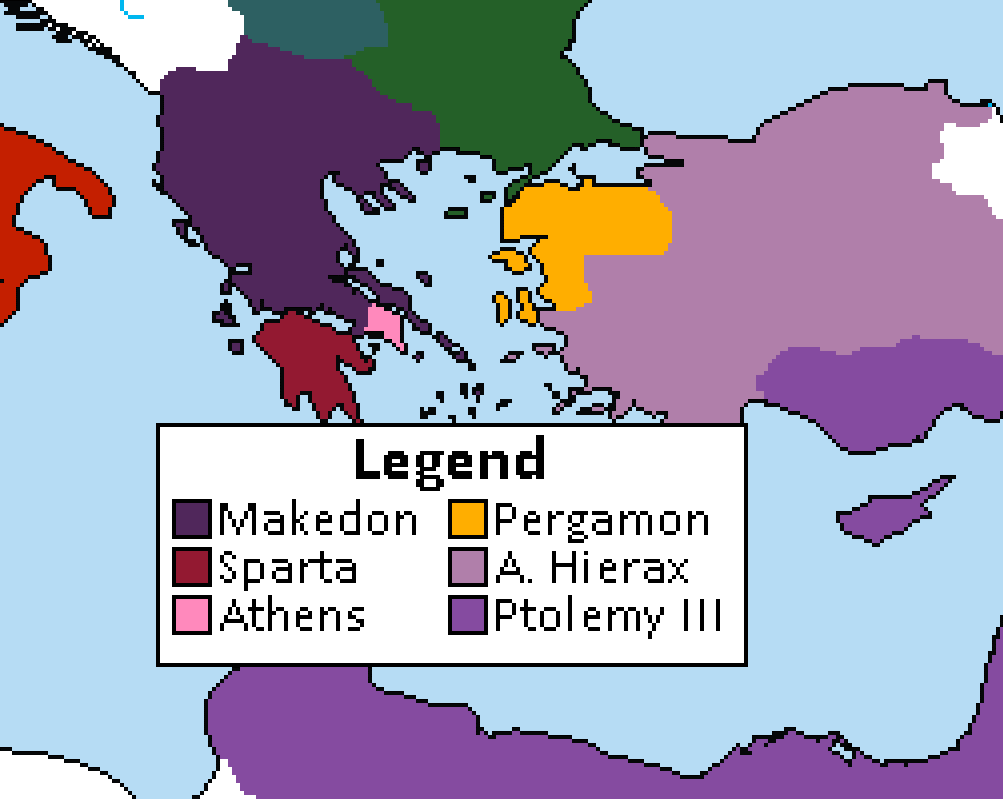 Legend
Makedon Pergamon
Sparta A. Hierax
Athens Ptolemy III